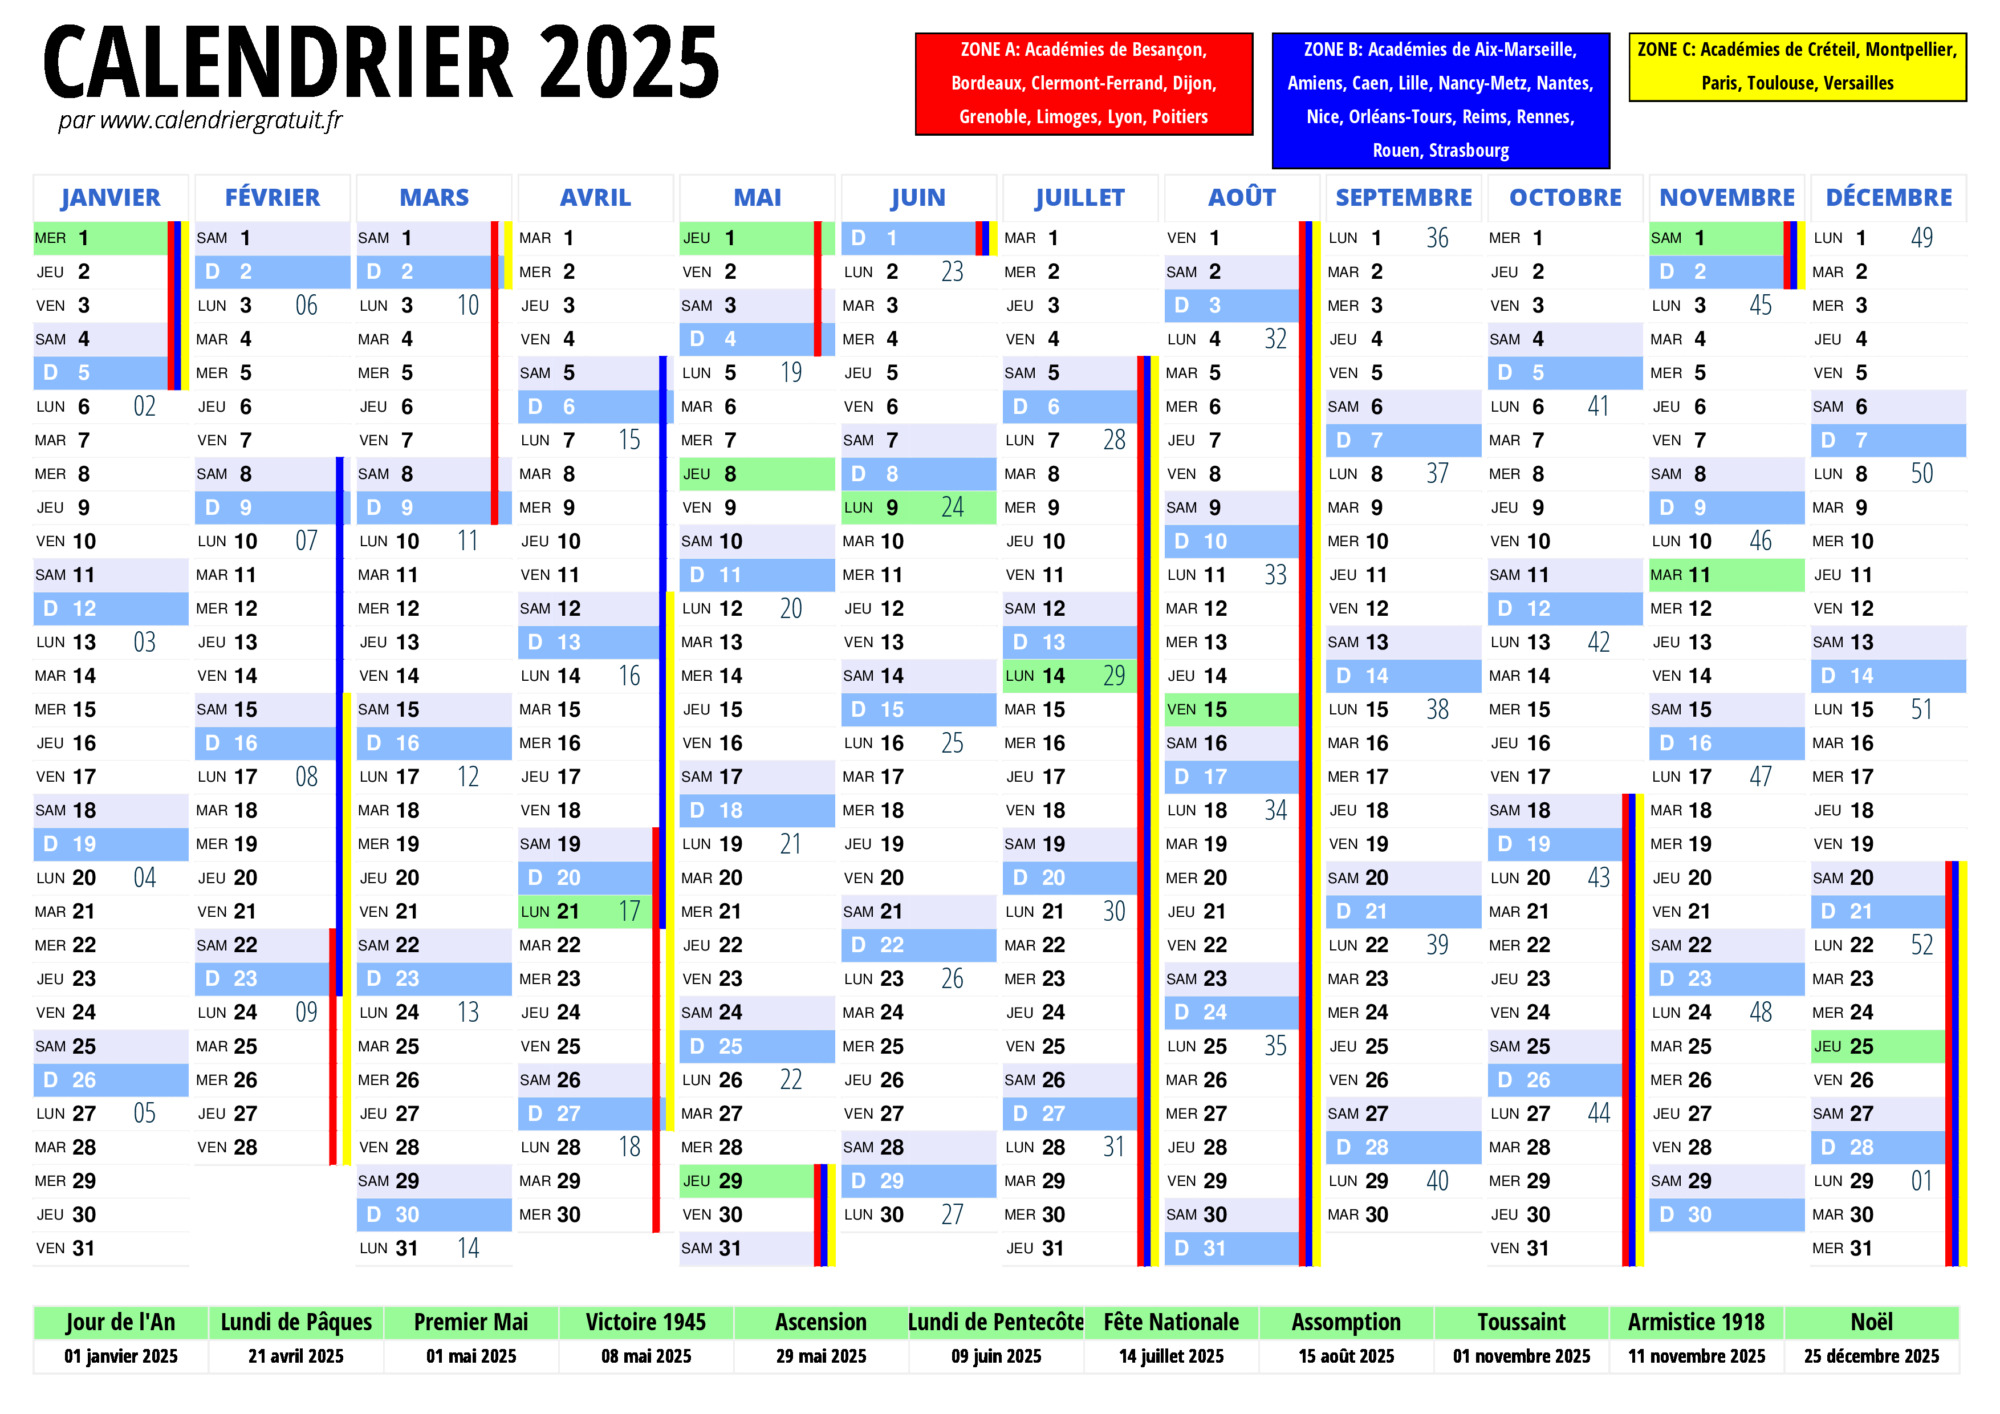 CALENDRIER 2025
par www.calendriergratuit.fr
ZONE A: Académies de Besançon,
Bordeaux, Clermont-Ferrand, Dijon,
Grenoble, Limoges, Lyon, Poitiers
ZONE B: Académies de Aix-Marseille,
Amiens, Caen, Lille, Nancy-Metz, Nantes,
Nice, Orléans-Tours, Reims, Rennes,
Rouen, Strasbourg
ZONE C: Académies de Créteil, Montpellier,
Paris, Toulouse, Versailles
JANVIER FÉVRIER MARS AVRIL MAI JUIN JUILLET AOÛT SEPTEMBRE OCTOBRE NOVEMBRE DÉCEMBRE
MER 1 SAM 1 SAM 1 MAR 1 JEU 1 D 1 MAR 1 VEN 1 LUN 1 36 MER 1 SAM 1 LUN 1 49
JEU 2 D 2 D 2 MER 2 VEN 2 LUN 2 23 MER 2 SAM 2 MAR 2 JEU 2 D 2 MAR 2
VEN 3 LUN 3 06 LUN 3 10 JEU 3 SAM 3 MAR 3 JEU 3 D 3 MER 3 VEN 3 LUN 3 45 MER 3
SAM 4 MAR 4 MAR 4 VEN 4 D 4 MER 4 VEN 4 LUN 4 32 JEU 4 SAM 4 MAR 4 JEU 4
D 5 MER 5 MER 5 SAM 5 LUN 5 19 JEU 5 SAM 5 MAR 5 VEN 5 D 5 MER 5 VEN 5
LUN 6 02 JEU 6 JEU 6 D 6 MAR 6 VEN 6 D 6 MER 6 SAM 6 LUN 6 41 JEU 6 SAM 6
MAR 7 VEN 7 VEN 7 LUN 7 15 MER 7 SAM 7 LUN 7 28 JEU 7 D 7 MAR 7 VEN 7 D 7
MER 8 SAM 8 SAM 8 MAR 8 JEU 8 D 8 MAR 8 VEN 8 LUN 8 37 MER 8 SAM 8 LUN 8 50
JEU 9 D 9 D 9 MER 9 VEN 9 LUN 9 24 MER 9 SAM 9 MAR 9 JEU 9 D 9 MAR 9
VEN 10 LUN 10 07 LUN 10 11 JEU 10 SAM 10 MAR 10 JEU 10 D 10 MER 10 VEN 10 LUN 10 46 MER 10
SAM 11 MAR 11 MAR 11 VEN 11 D 11 MER 11 VEN 11 LUN 11 33 JEU 11 SAM 11 MAR 11 JEU 11
D 12 MER 12 MER 12 SAM 12 LUN 12 20 JEU 12 SAM 12 MAR 12 VEN 12 D 12 MER 12 VEN 12
LUN 13 03 JEU 13 JEU 13 D 13 MAR 13 VEN 13 D 13 MER 13 SAM 13 LUN 13 42 JEU 13 SAM 13
MAR 14 VEN 14 VEN 14 LUN 14 16 MER 14 SAM 14 LUN 14 29 JEU 14 D 14 MAR 14 VEN 14 D 14
MER 15 SAM 15 SAM 15 MAR 15 JEU 15 D 15 MAR 15 VEN 15 LUN 15 38 MER 15 SAM 15 LUN 15 51
JEU 16 D 16 D 16 MER 16 VEN 16 LUN 16 25 MER 16 SAM 16 MAR 16 JEU 16 D 16 MAR 16
VEN 17 LUN 17 08 LUN 17 12 JEU 17 SAM 17 MAR 17 JEU 17 D 17 MER 17 VEN 17 LUN 17 47 MER 17
SAM 18 MAR 18 MAR 18 VEN 18 D 18 MER 18 VEN 18 LUN 18 34 JEU 18 SAM 18 MAR 18 JEU 18
D 19 MER 19 MER 19 SAM 19 LUN 19 21 JEU 19 SAM 19 MAR 19 VEN 19 D 19 MER 19 VEN 19
LUN 20 04 JEU 20 JEU 20 D 20 MAR 20 VEN 20 D 20 MER 20 SAM 20 LUN 20 43 JEU 20 SAM 20
MAR 21 VEN 21 VEN 21 LUN 21 17 MER 21 SAM 21 LUN 21 30 JEU 21 D 21 MAR 21 VEN 21 D 21
MER 22 SAM 22 SAM 22 MAR 22 JEU 22 D 22 MAR 22 VEN 22 LUN 22 39 MER 22 SAM 22 LUN 22 52
JEU 23 D 23 D 23 MER 23 VEN 23 LUN 23 26 MER 23 SAM 23 MAR 23 JEU 23 D 23 MAR 23
VEN 24 LUN 24 09 LUN 24 13 JEU 24 SAM 24 MAR 24 JEU 24 D 24 MER 24 VEN 24 LUN 24 48 MER 24
SAM 25 MAR 25 MAR 25 VEN 25 D 25 MER 25 VEN 25 LUN 25 35 JEU 25 SAM 25 MAR 25 JEU 25
D 26 MER 26 MER 26 SAM 26 LUN 26 22 JEU 26 SAM 26 MAR 26 VEN 26 D 26 MER 26 VEN 26
LUN 27 05 JEU 27 JEU 27 D 27 MAR 27 VEN 27 D 27 MER 27 SAM 27 LUN 27 44 JEU 27 SAM 27
MAR 28 VEN 28 VEN 28 LUN 28 18 MER 28 SAM 28 LUN 28 31 JEU 28 D 28 MAR 28 VEN 28 D 28
MER 29 SAM 29 MAR 29 JEU 29 D 29 MAR 29 VEN 29 LUN 29 40 MER 29 SAM 29 LUN 29 01
JEU 30 D 30 MER 30 VEN 30 LUN 30 27 MER 30 SAM 30 MAR 30 JEU 30 D 30 MAR 30
VEN 31 LUN 31 14 SAM 31 JEU 31 D 31 VEN 31 MER 31
Jour de l'An Lundi de Pâques Premier Mai Victoire 1945 Ascension Lundi de Pentecôte Fête Nationale Assomption Toussaint Armistice 1918 Noël
01 janvier 2025 21 avril 2025 01 mai 2025 08 mai 2025 29 mai 2025 09 juin 2025 14 juillet 2025 15 août 2025 01 novembre 2025 11 novembre 2025 25 décembre 2025